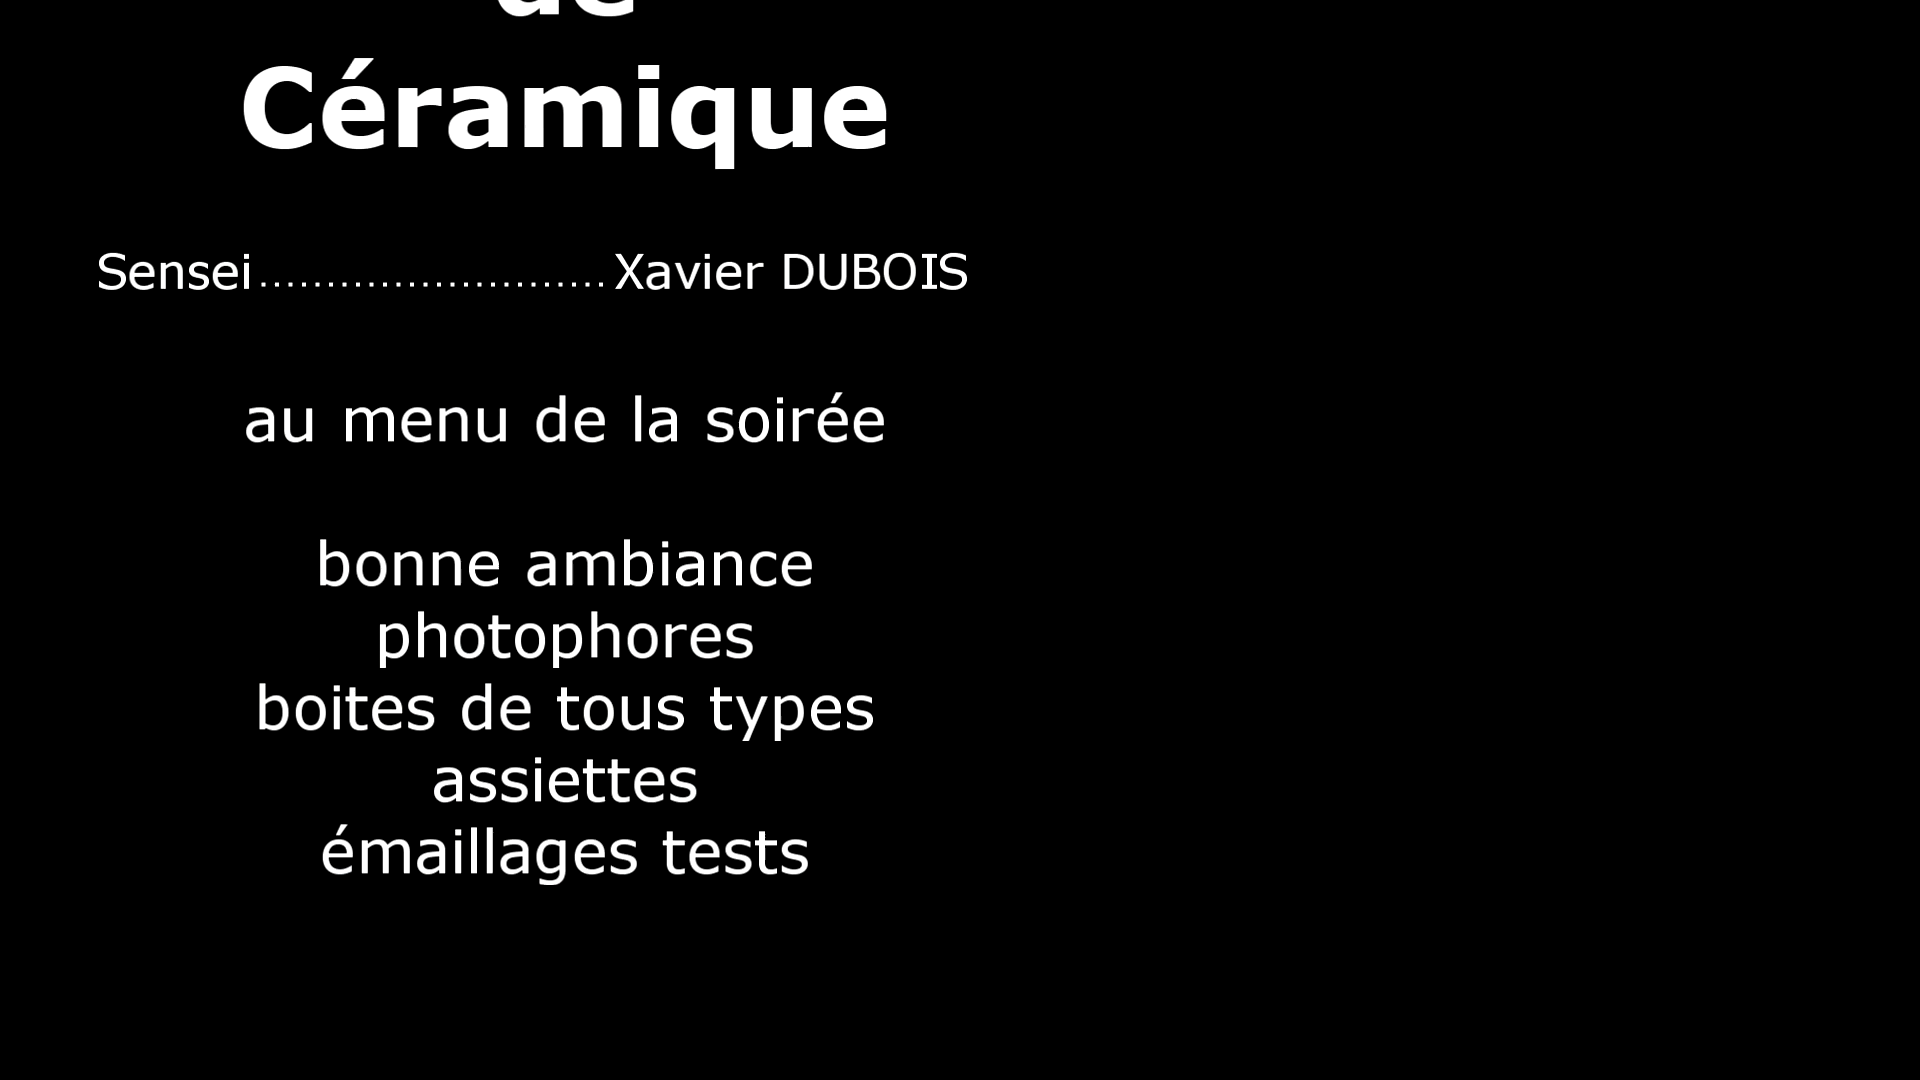 de
Céramique
Sensei.........................Xavier DUBOIS
au menu de la soirée
bonne ambiance
photophores
boites de tous types
assiettes
émaillages tests